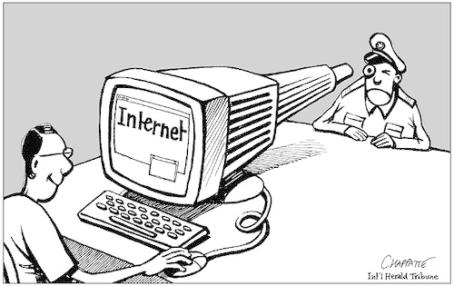 Internet
CHAPPATTE
Int'l Herald Tribune